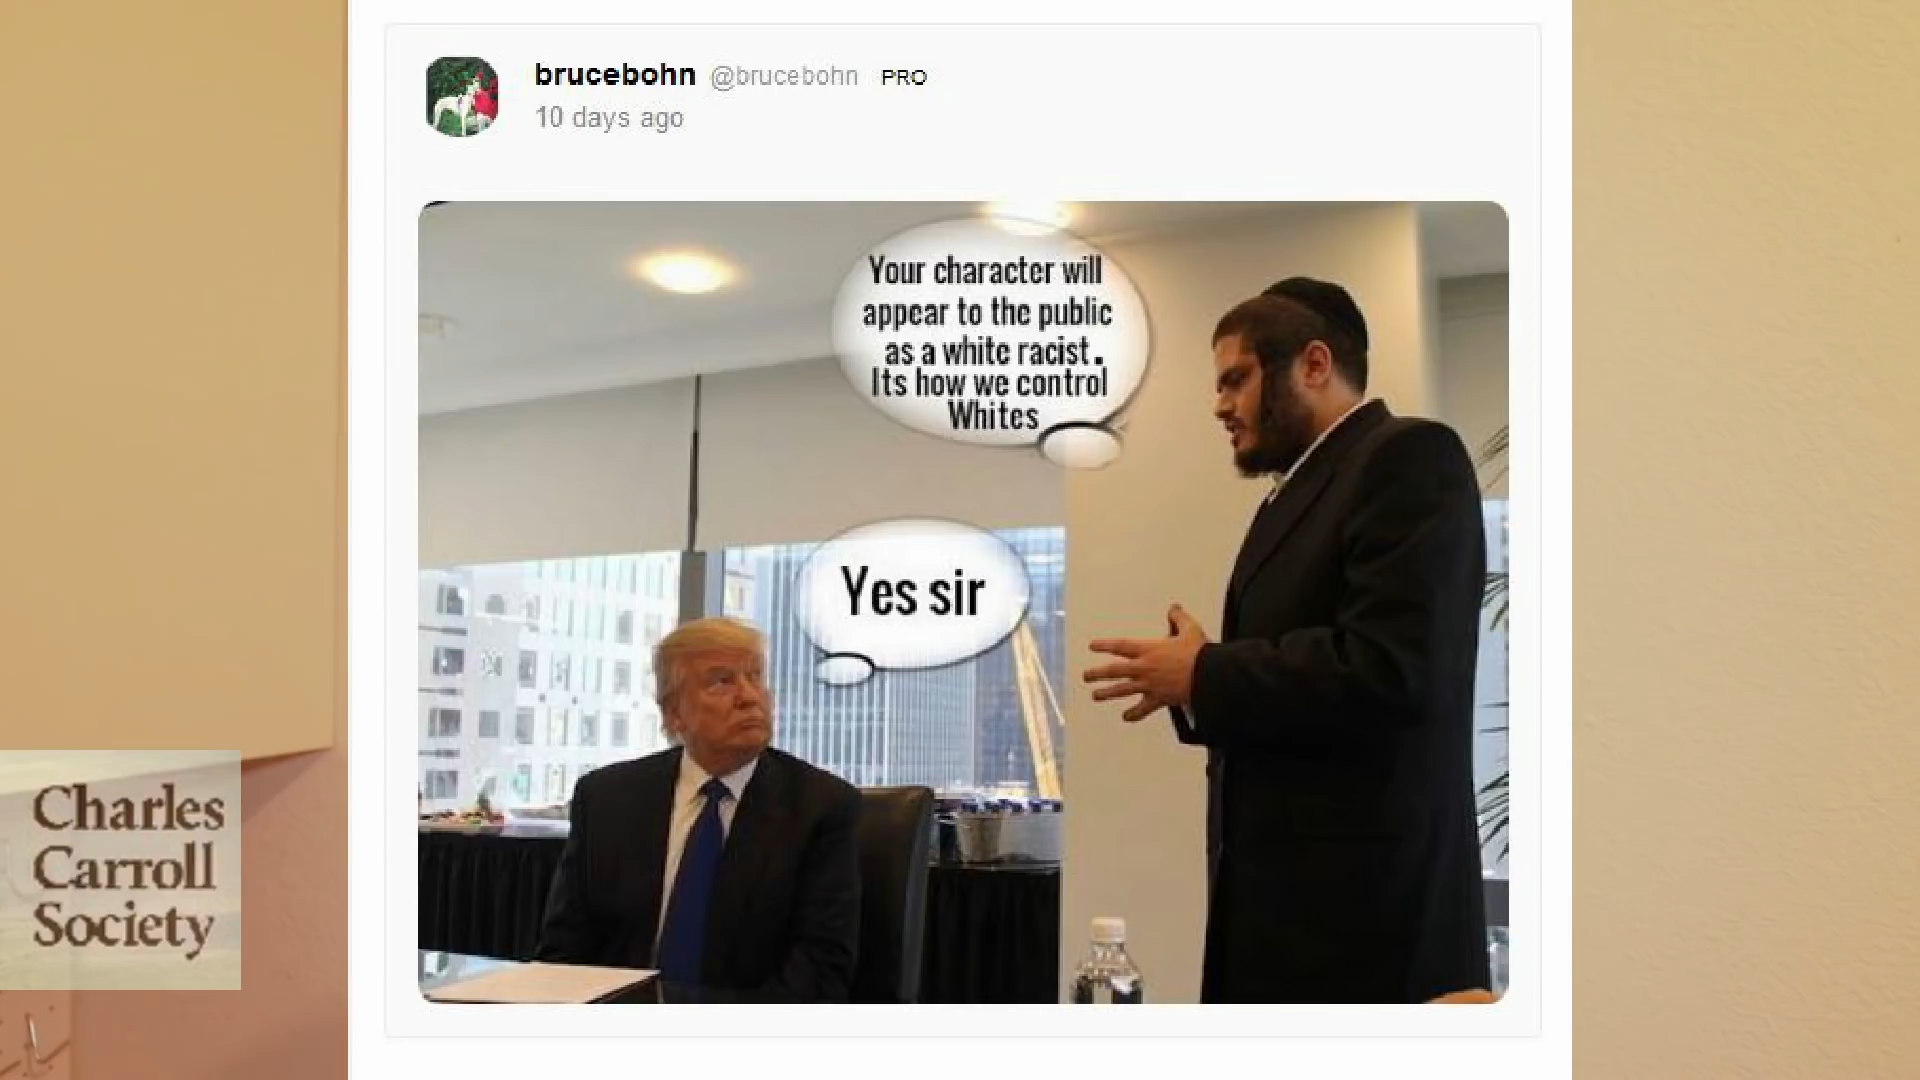 brucebohn @brucebohn PRO
10 days ago
Your character will
appear to the public
as a white racist.
Its how we control
Whites
Yes sir
Charles
Carroll
Society